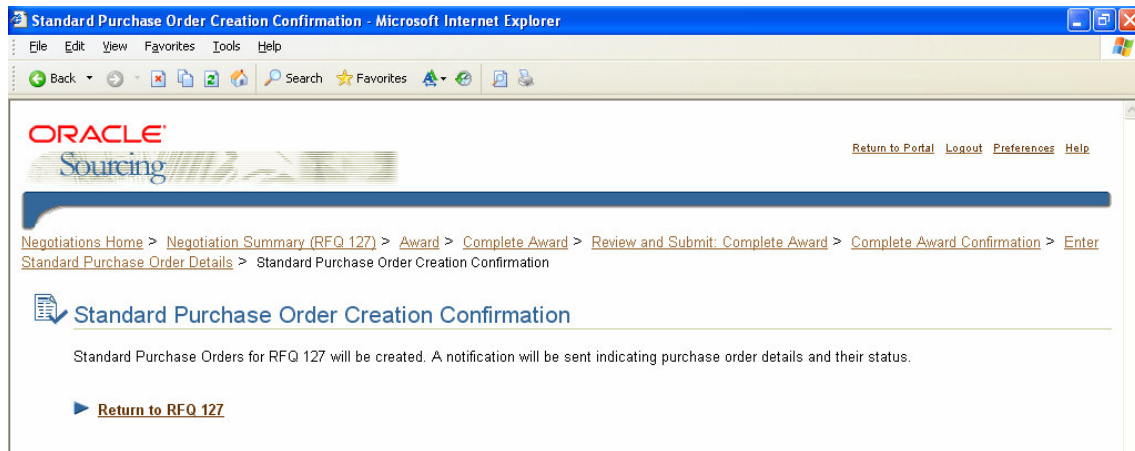 Standard Purchase Order Creation Confirmation - Microsoft Internet Explorer
File Edit View Favorites Tools Help
Back Search Favorites
ORACLE
Sourcing
Return to Portal Logout Preferences Help
Negotiations Home > Negotiation Summary (RFQ 127) > Award > Complete Award > Review and Submit: Complete Award > Complete Award Confirmation > Enter
Standard Purchase Order Details > Standard Purchase Order Creation Confirmation
Standard Purchase Order Creation Confirmation
Standard Purchase Orders for RFQ 127 will be created. A notification will be sent indicating purchase order details and their status.
Return to RFQ 127